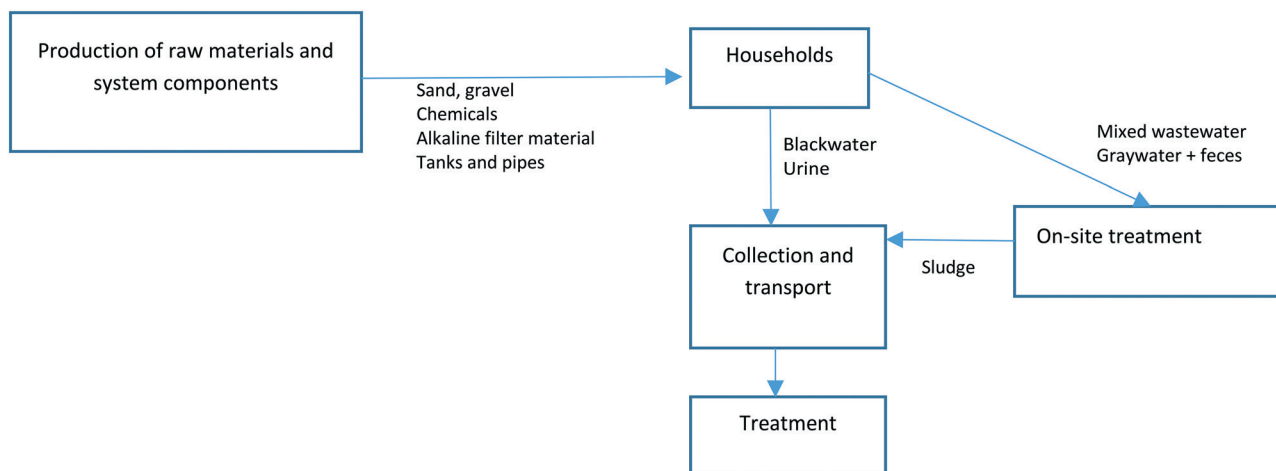 Production of raw materials and
system components
Households
Sand, gravel
Chemicals
Alkaline filter material
Tanks and pipes
Blackwater
Urine
Mixed wastewater
Graywater + feces
On-site treatment
Collection and
transport
Sludge
Treatment